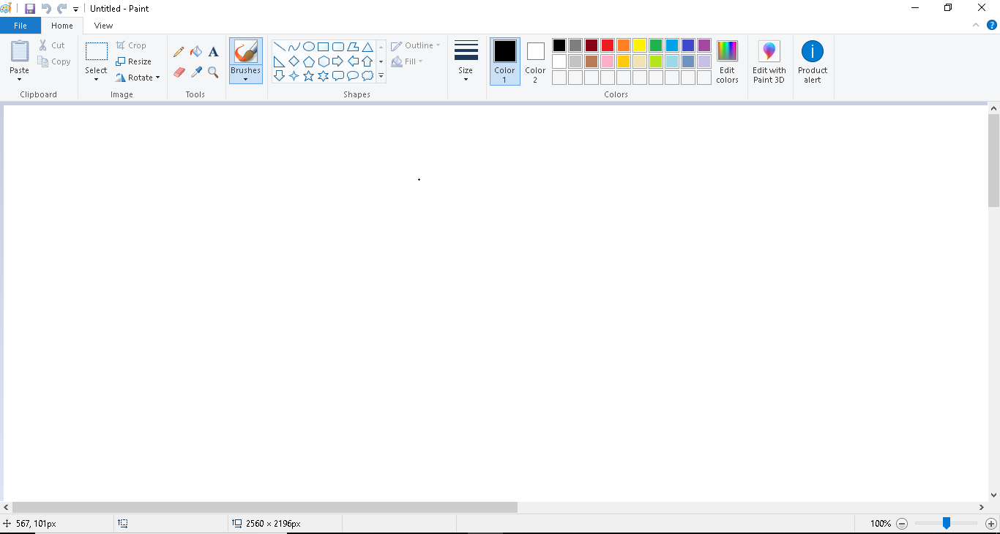 Untitled - Paint
File Home View
Paste
Cut
Copy
Clipboard
Select
Crop
Resize
Rotate
Image
Tools
Brushes
Shapes
Outline
Fill
Size
Color
1
Color
2
Colors
Edit
colors
Edit with
Paint 3D
Product
alert
567, 101px
2560 × 2196px
100%